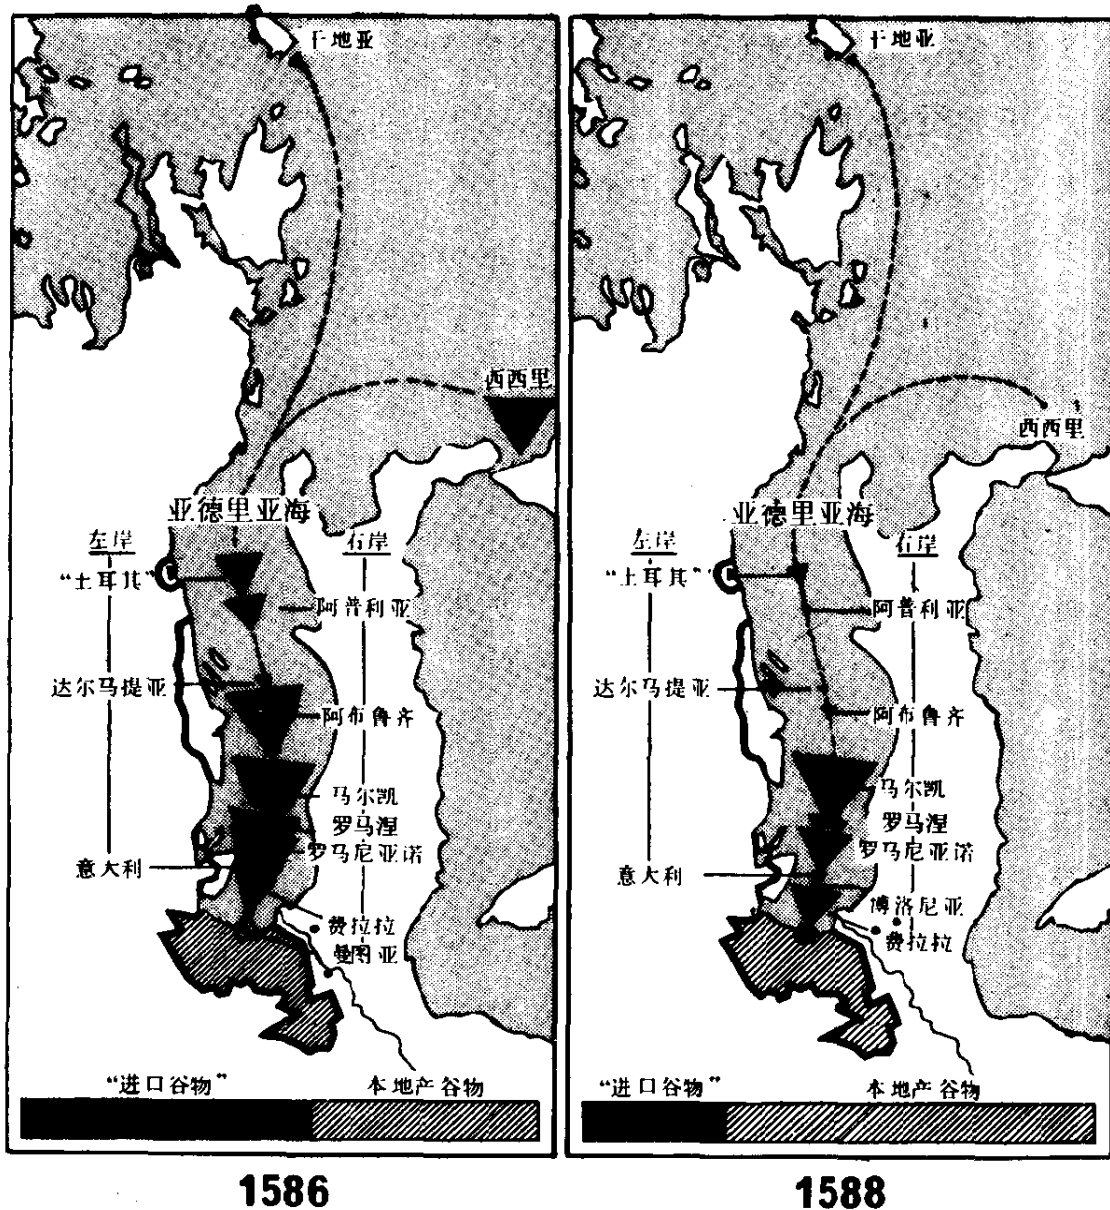 干地亚
西西里
亚德里亚海
左岸
右岸
“土耳其”
阿普利亚
达尔马提亚
阿布鲁齐
马尔凯
罗马涅
罗马尼亚诺
意大利
费拉拉
曼图亚
“进口谷物”
本地产谷物
1586
干地亚
西西里
亚德里亚海
左岸
右岸
“土耳其”
阿普利亚
达尔马提亚
阿布鲁齐
马尔凯
罗马涅
罗马尼亚诺
意大利
博洛尼亚
费拉拉
“进口谷物”
本地产谷物
1588